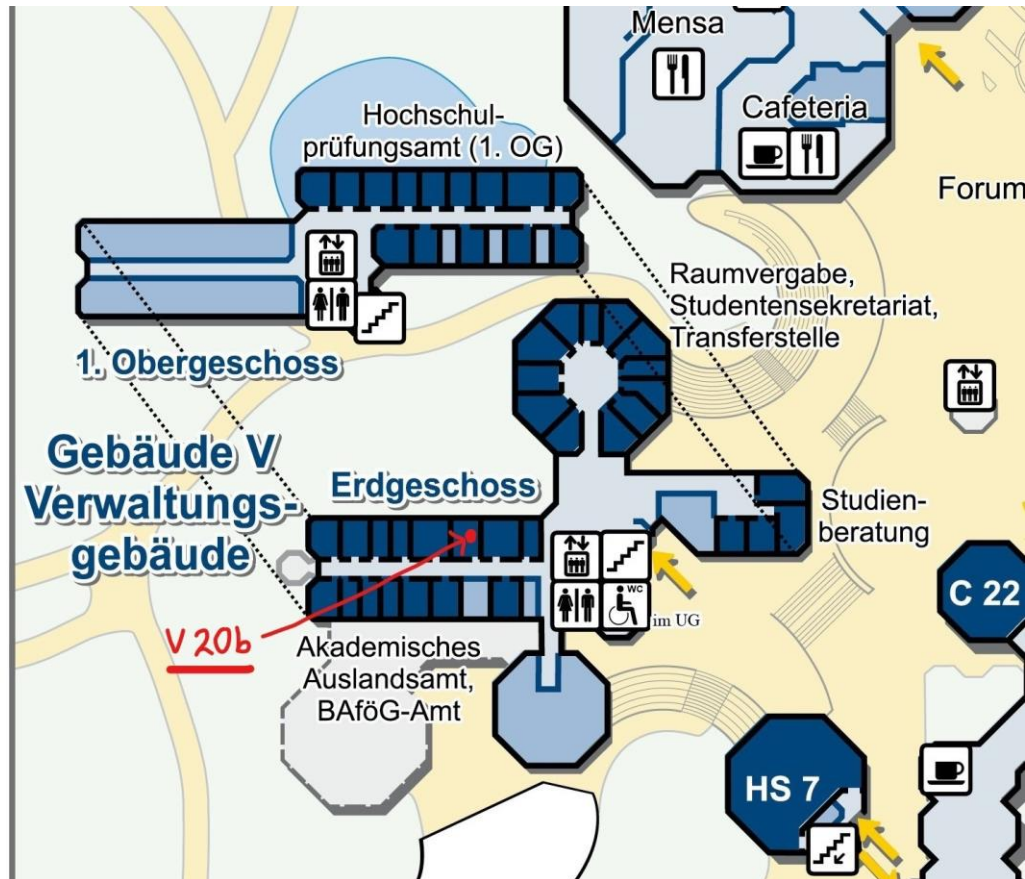 Mensa
Cafeteria
Forum
Hochschul-
prüfungsamt (1. OG)
Raumvergabe,
Studentensekretariat,
Transferstelle
1. Obergeschoss
Gebäude V
Verwaltungs-
gebäude
Erdgeschoss
Studien-
beratung
WC
im UG
C 22
V 20b
Akademisches
Auslandsamt,
BAföG-Amt
HS 7